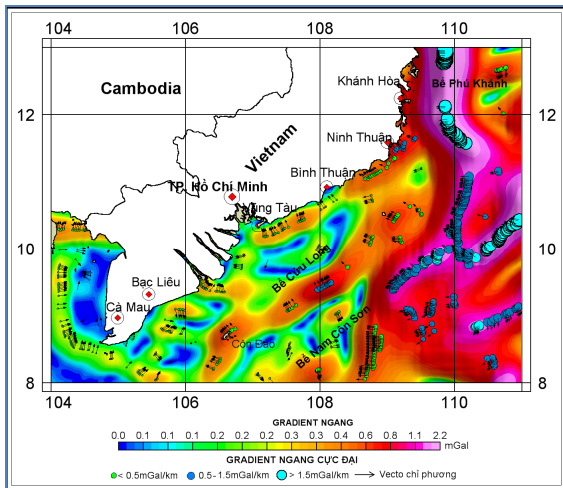 104 106 108 110
Cambodia
Khánh Hòa
Bể Phú Khánh
12 12
Ninh Thuận
Vietnam
Bình Thuận
TP. Hồ Chí Minh
Vũng Tàu
10 10
Bể Cửu Long
Bạc Liêu
Cà Mau
Côn Đảo
Bể Nam Côn Sơn
8 8
104 106 108 110
GRADIENT NGANG
0.0 0.1 0.1 0.1 0.2 0.2 0.3 0.3 0.4 0.6 0.8 1.1 2.2 mGal
GRADIENT NGANG CỰC ĐẠI
< 0.5mGal/km 0.5-1.5mGal/km > 1.5mGal/km Vecto chỉ phương